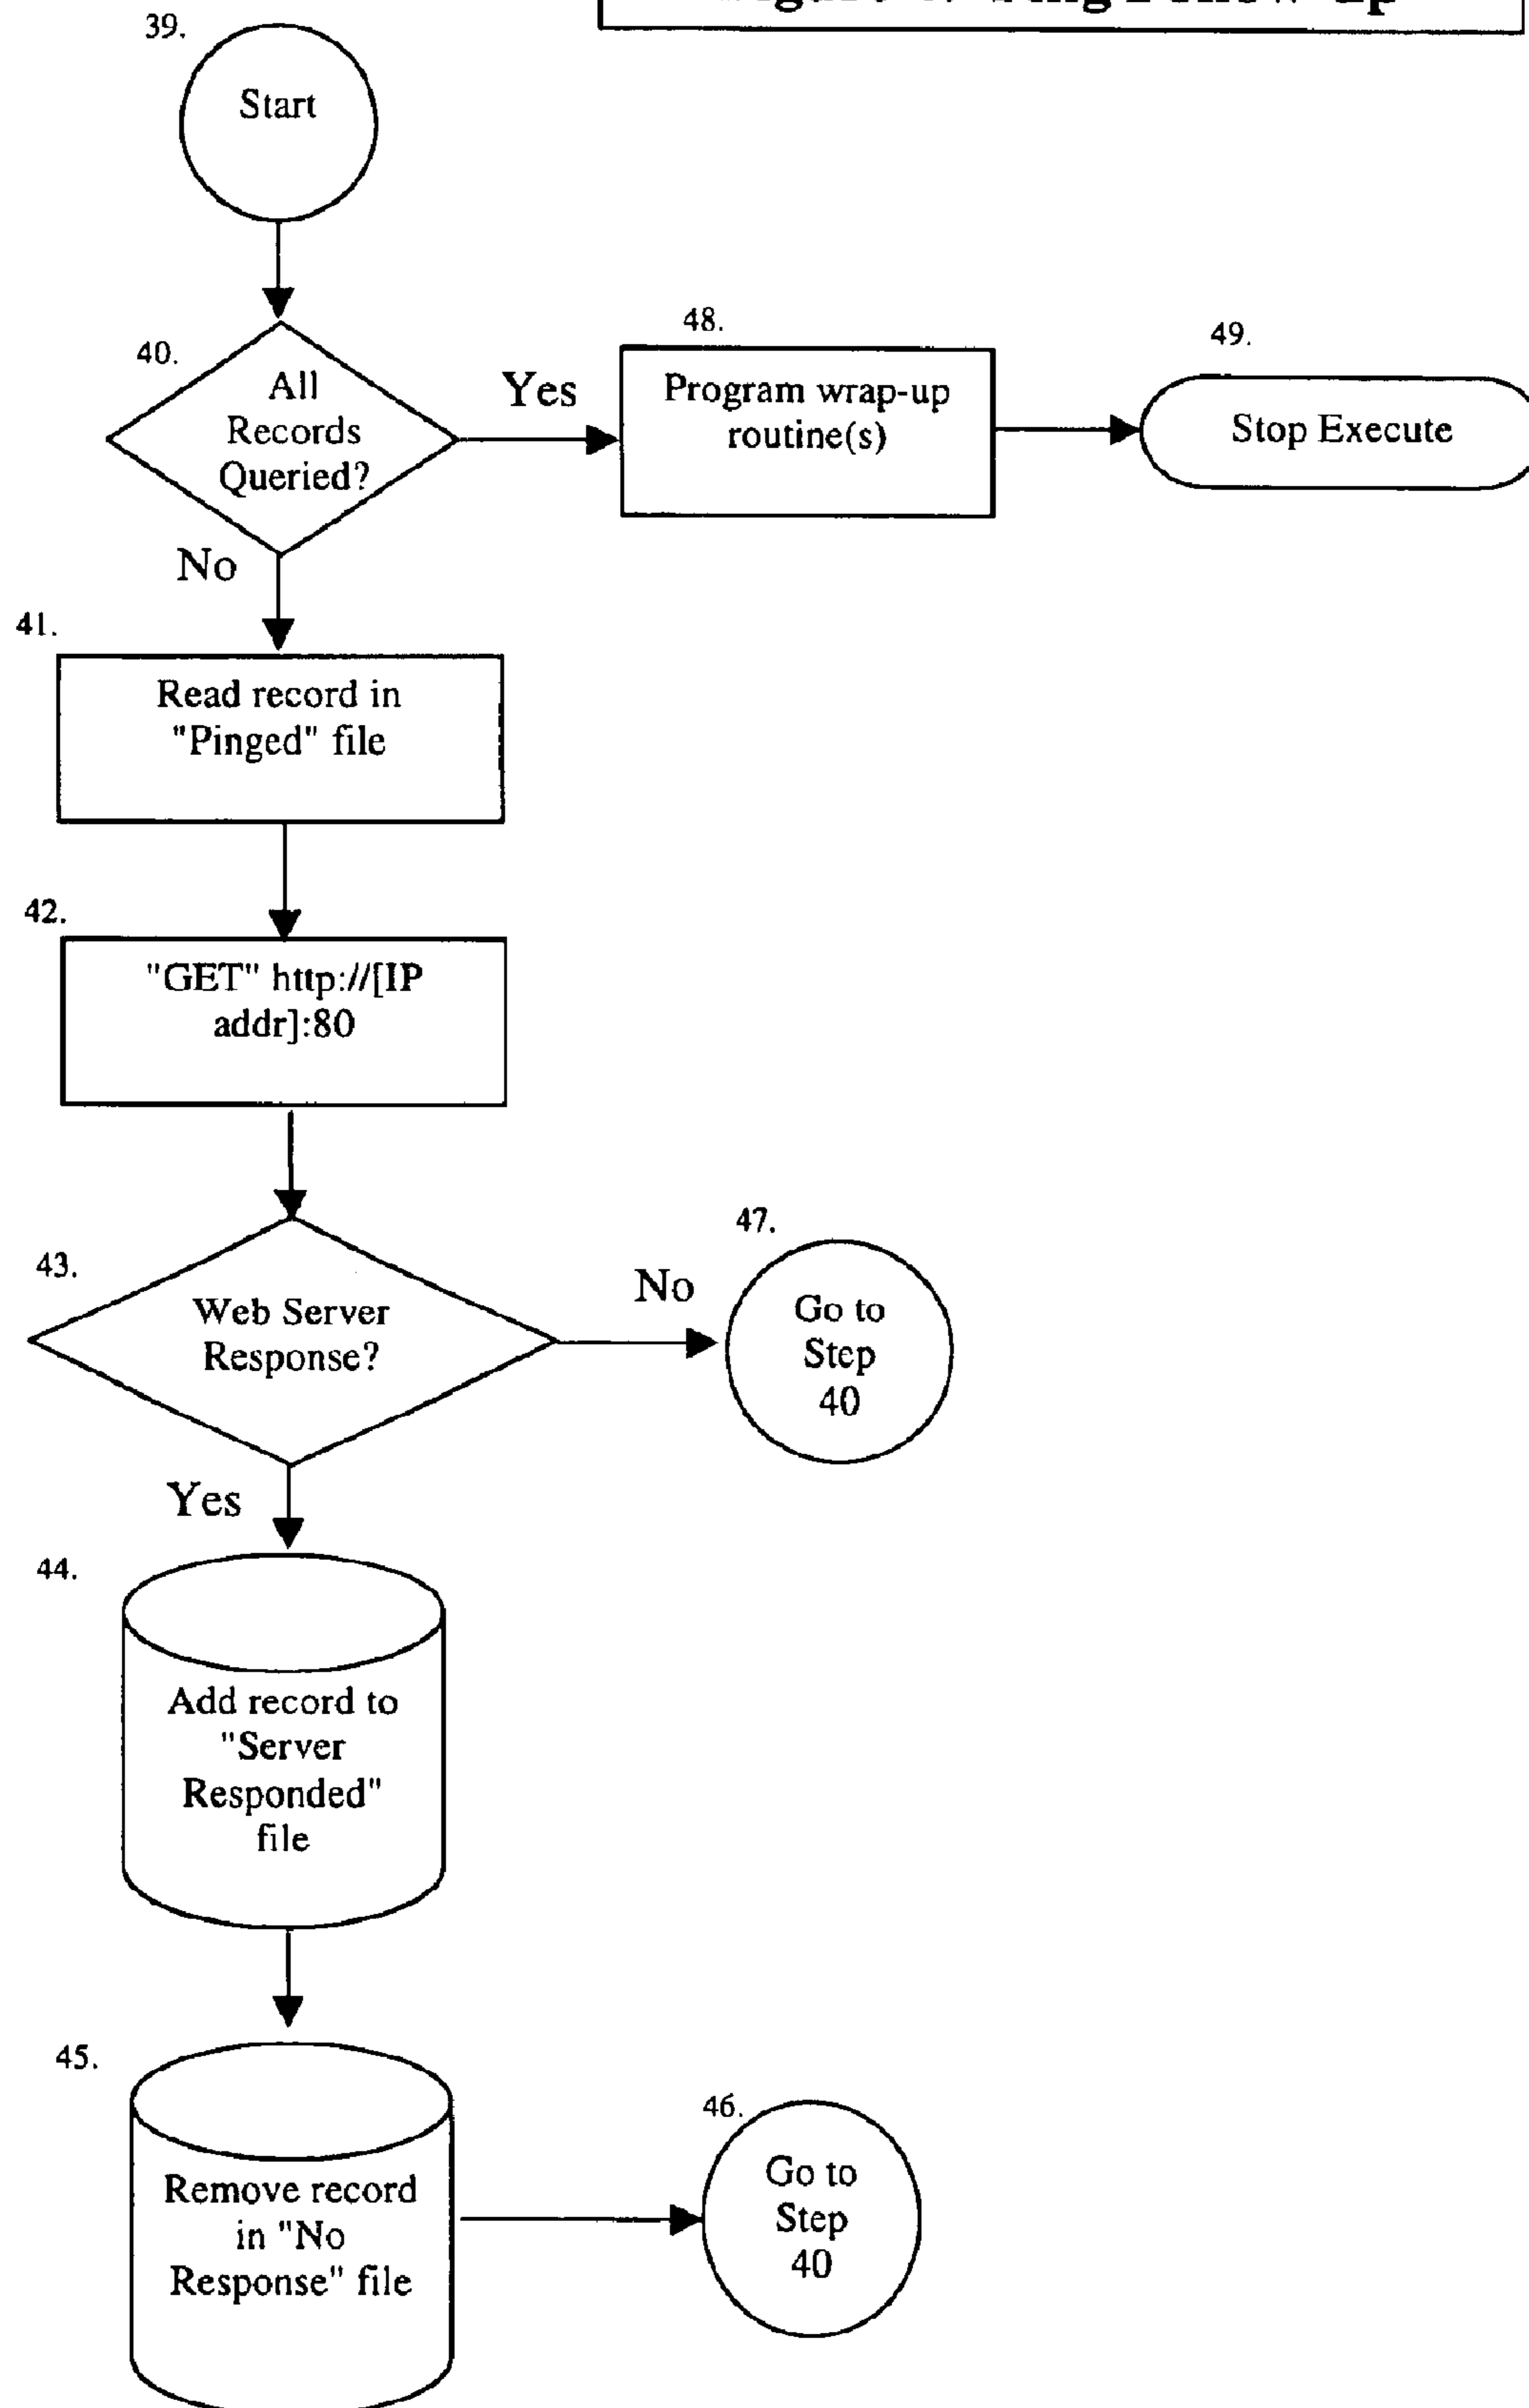 39.
Start
40.
All
Records
Queried?
Yes
48.
Program wrap-up
routine(s)
49.
Stop Execute
No
41.
Read record in
"Pinged" file
42.
"GET" http://[IP
addr]:80
43.
Web Server
Response?
No
47.
Go to
Step
40
Yes
44.
Add record to
"Server
Responded"
file
45.
Remove record
in "No
Response" file
46.
Go to
Step
40